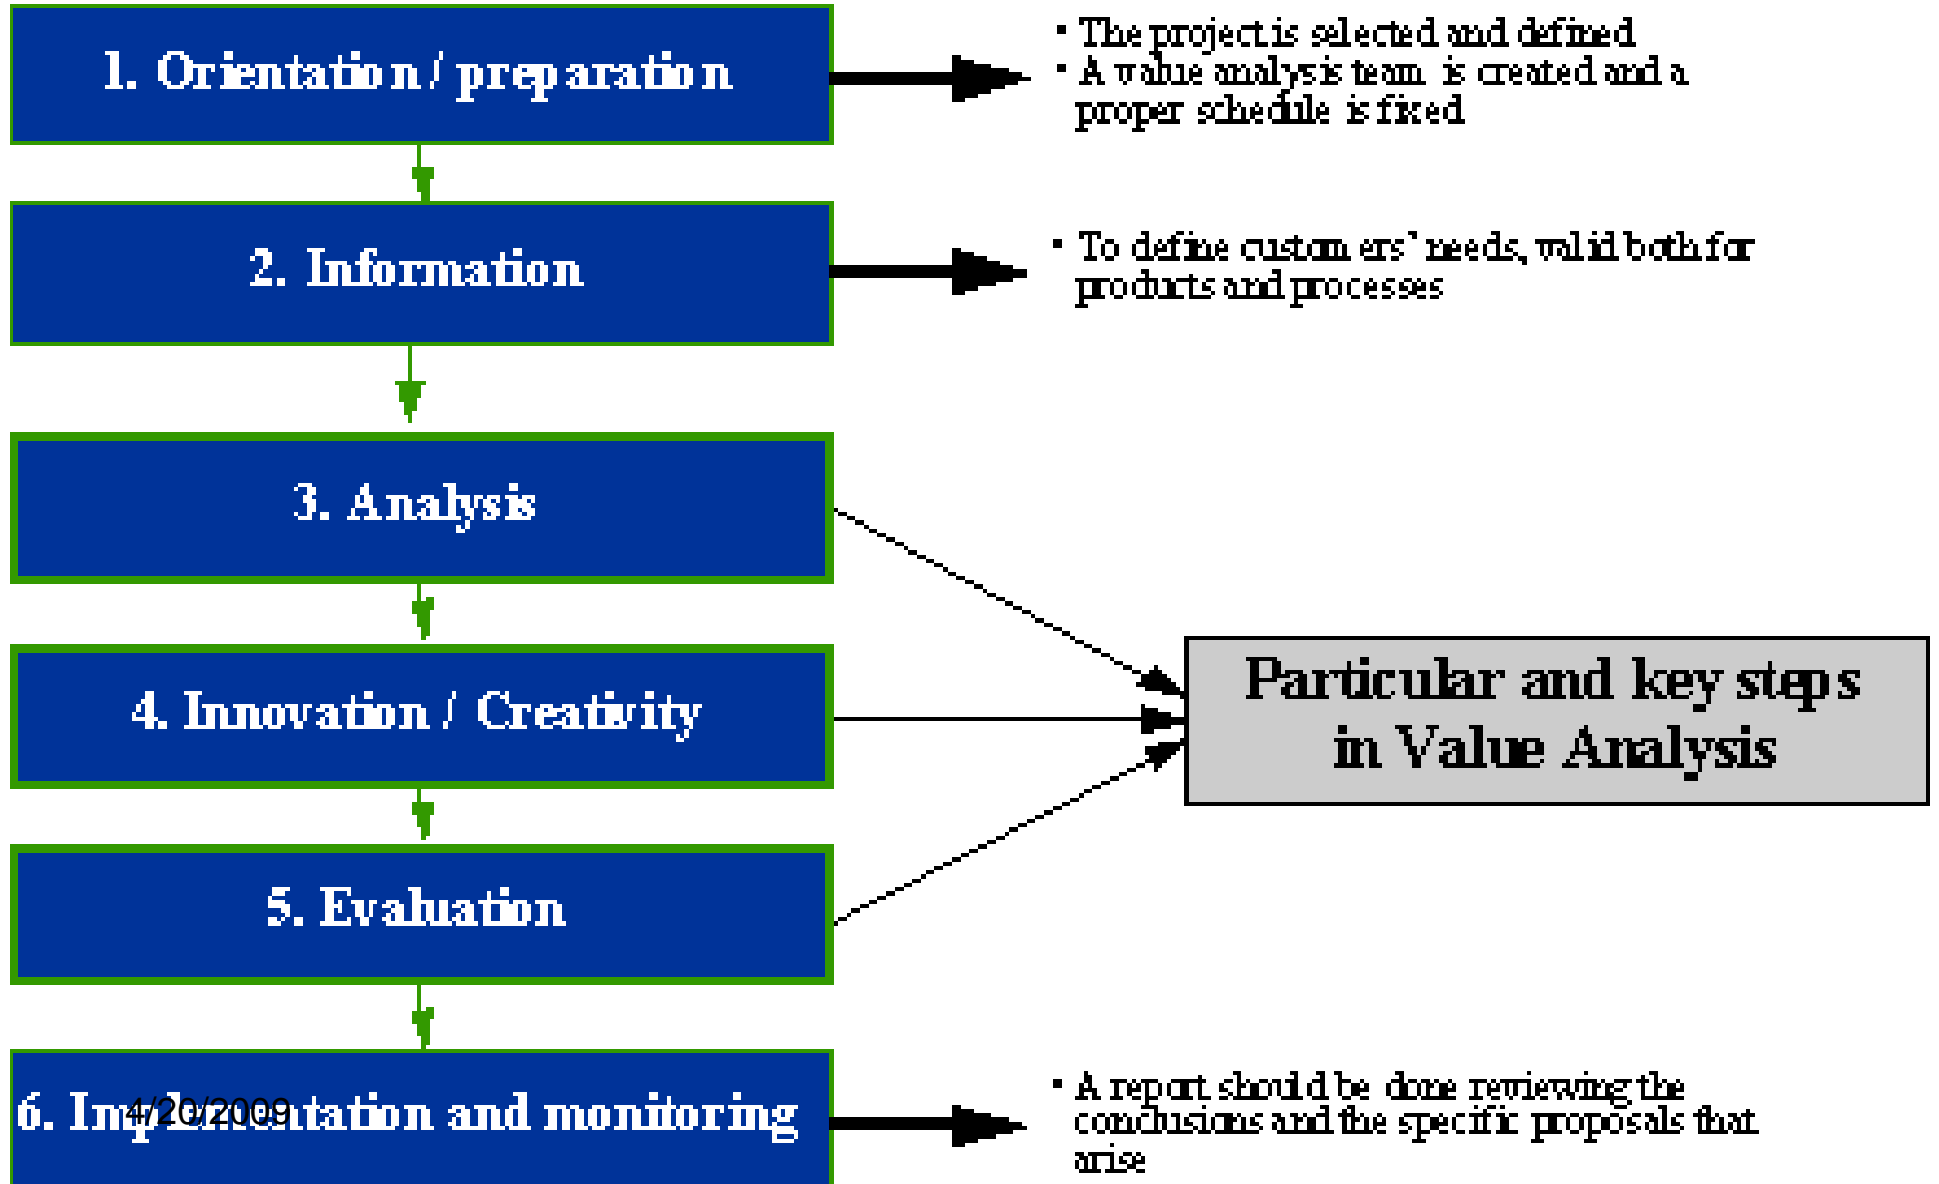 1. Orientation / preparation
• The project is selected and defined
• A value analysis team is created and a
proper schedule is fixed
2. Information
• To define customers' needs, valid both for
products and processes
3. Analysis
4. Innovation / Creativity
Particular and key steps
in Value Analysis
5. Evaluation
6. Implementation and monitoring
4/20/2009
• A report should be done reviewing the
conclusions and the specific proposals that
arise